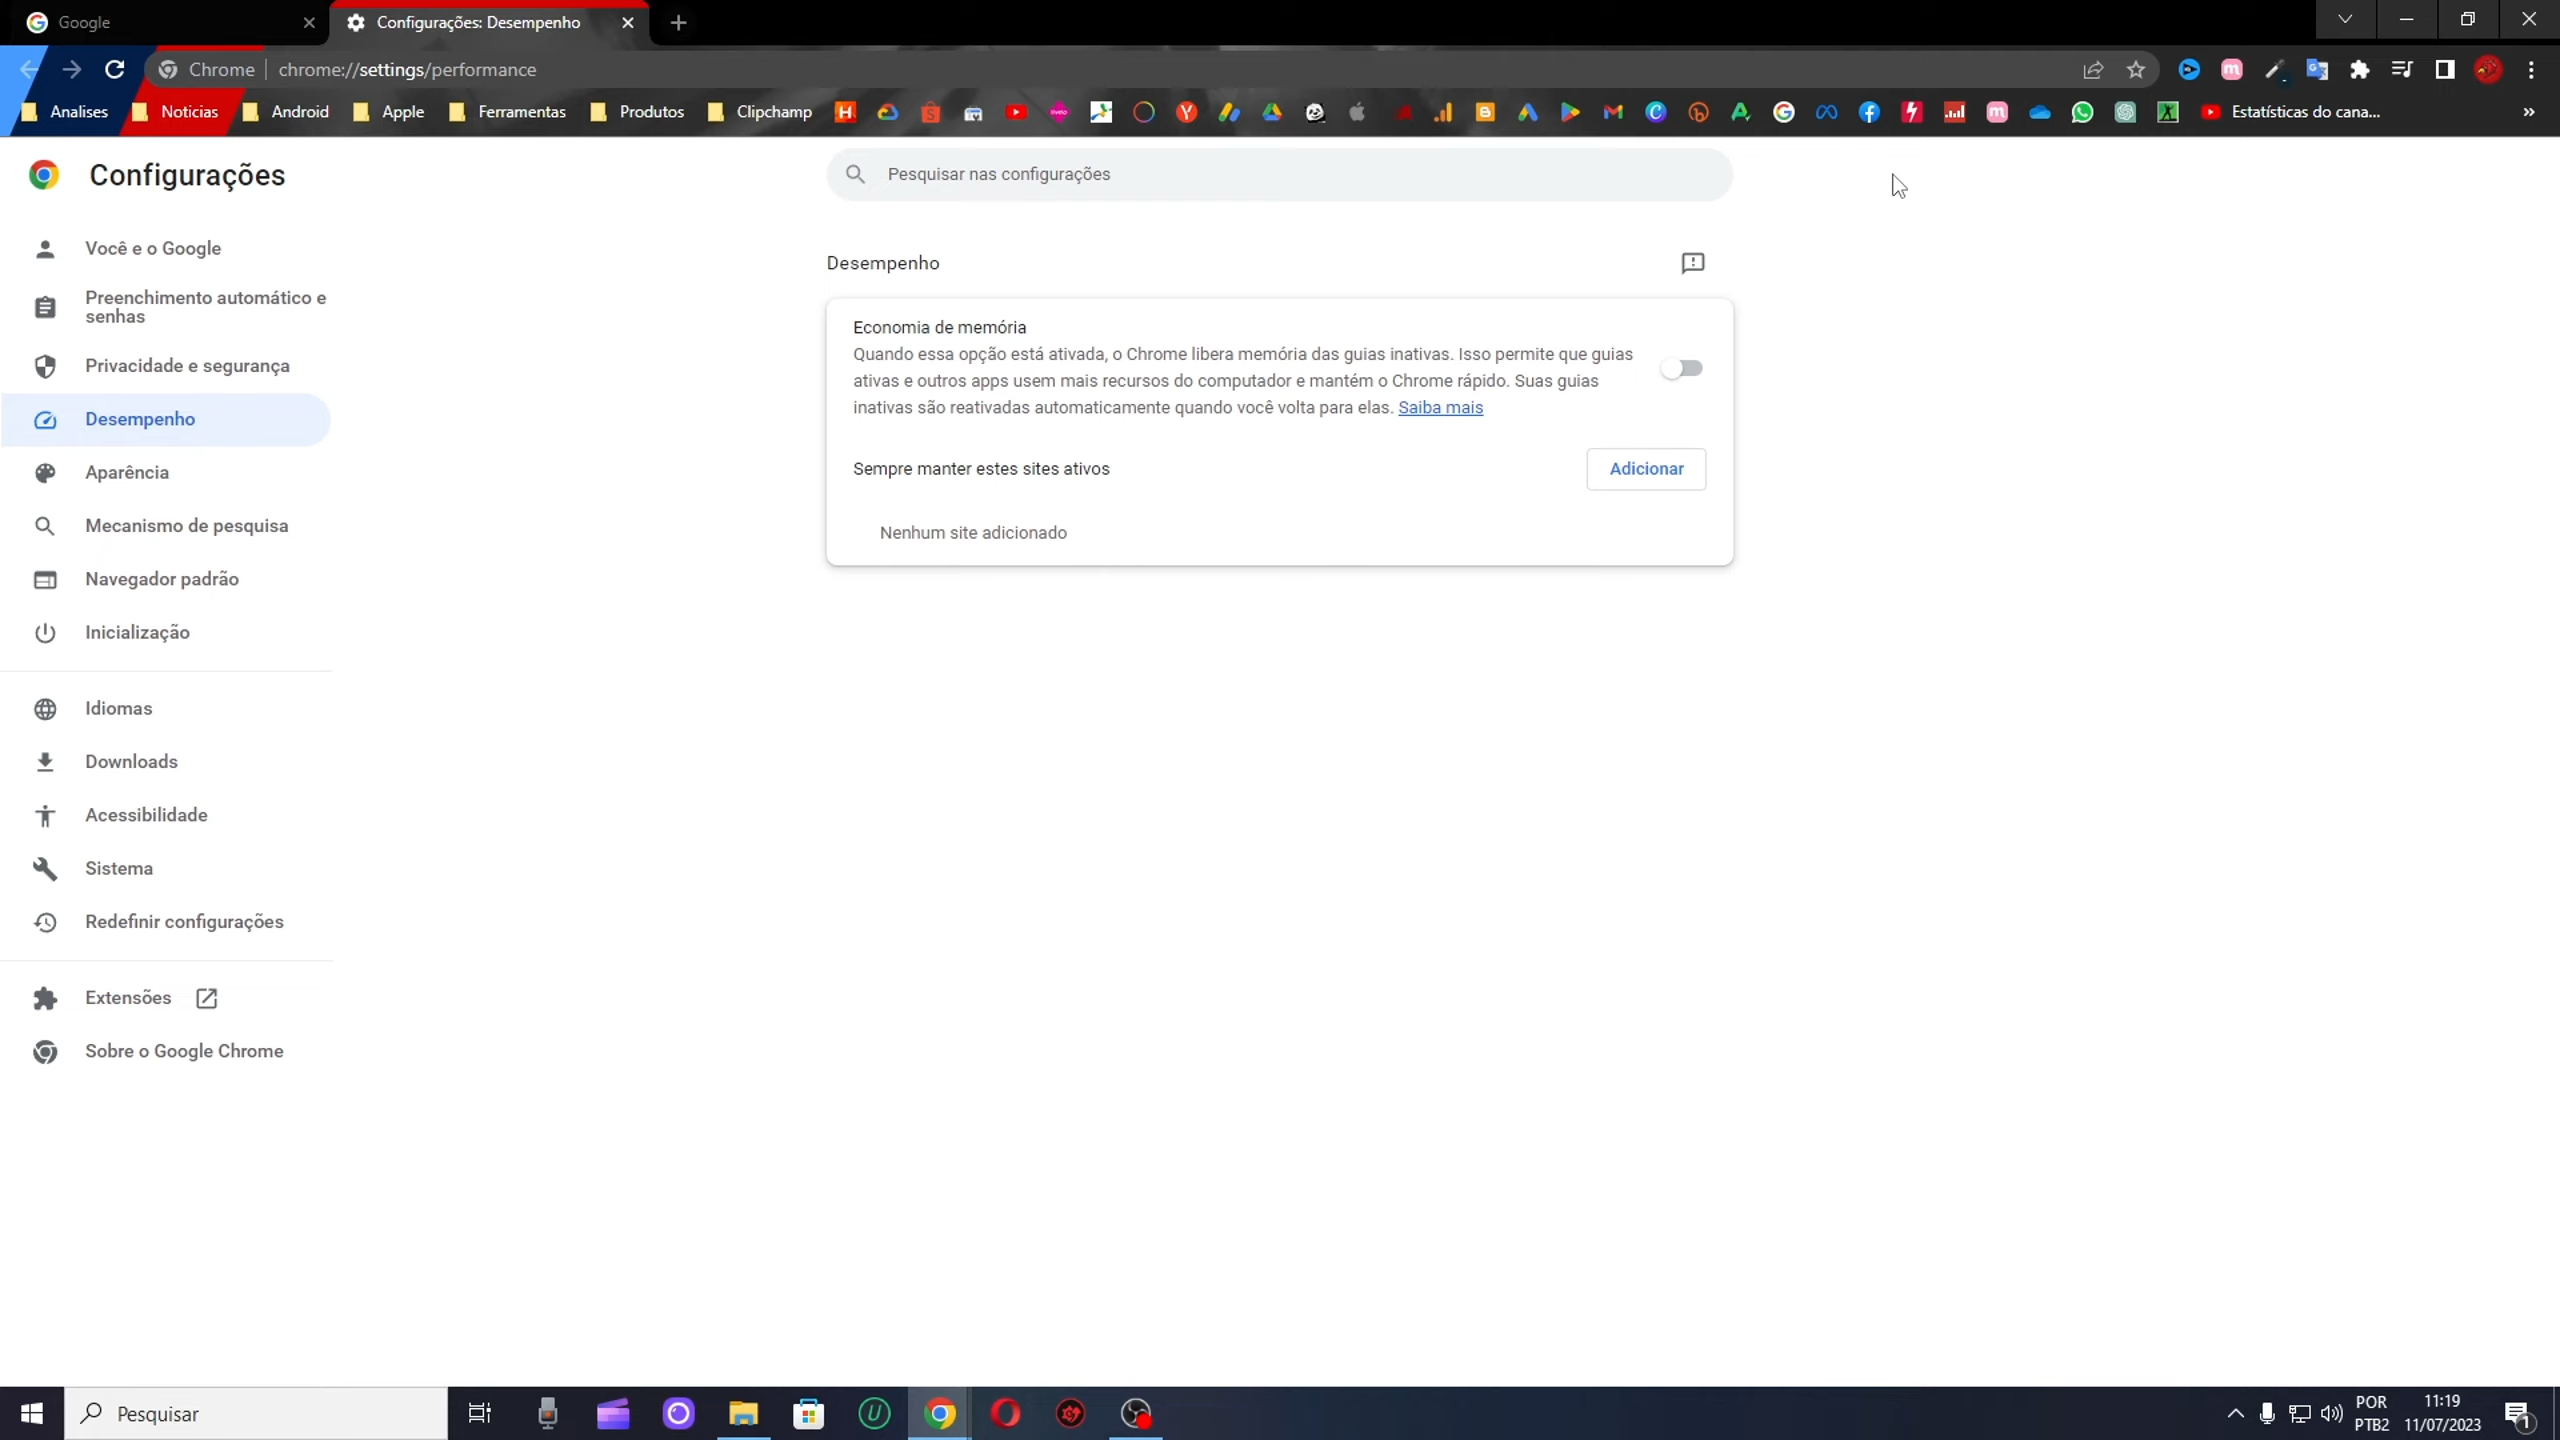 Google
Configurações: Desempenho
Chrome
chrome://settings/performance
Analises
Noticias
Android
Apple
Ferramentas
Produtos
Clipchamp
Estatísticas do cana...
Configurações
Pesquisar nas configurações
Você e o Google
Preenchimento automático e
senhas
Privacidade e segurança
Desempenho
Aparência
Mecanismo de pesquisa
Navegador padrão
Inicialização
Idiomas
Downloads
Acessibilidade
Sistema
Redefinir configurações
Extensões
Sobre o Google Chrome
Desempenho
Economia de memória
Quando essa opção está ativada, o Chrome libera memória das guias inativas. Isso permite que guias
ativas e outros apps usem mais recursos do computador e mantém o Chrome rápido. Suas guias
inativas são reativadas automaticamente quando você volta para elas. Saiba mais
Sempre manter estes sites ativos
Adicionar
Nenhum site adicionado
Pesquisar
POR
PTB2
11:19
11/07/2023
1